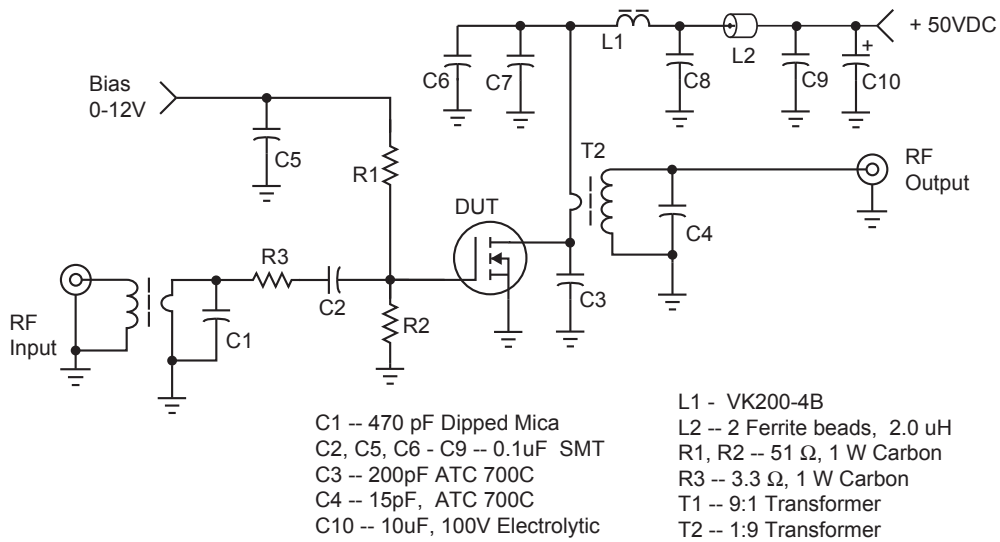 L1
+ 50VDC
L2
C6
C7
C8
C9
+
C10
Bias
0-12V
C5
R1
T2
RF
Output
DUT
C4
R3
C2
C3
RF
Input
C1
R2
C1 -- 470 pF Dipped Mica
C2, C5, C6 - C9 -- 0.1uF SMT
C3 -- 200pF ATC 700C
C4 -- 15pF, ATC 700C
C10 -- 10uF, 100V Electrolytic
L1 - VK200-4B
L2 -- 2 Ferrite beads, 2.0 uH
R1, R2 -- 51 Ω, 1 W Carbon
R3 -- 3.3 Ω, 1 W Carbon
T1 -- 9:1 Transformer
T2 -- 1:9 Transformer